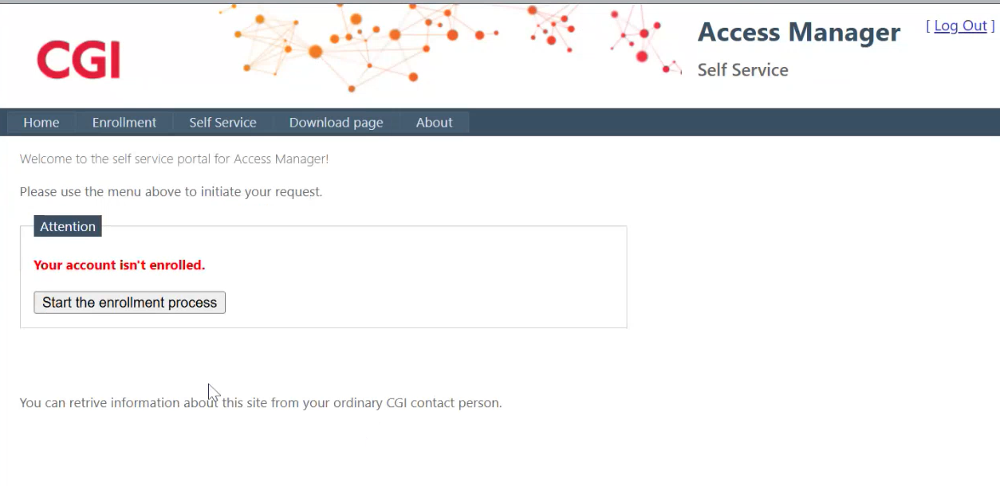 CGI
Access Manager
[ Log Out ]
Self Service
Home Enrollment Self Service Download page About
Welcome to the self service portal for Access Manager!
Please use the menu above to initiate your request.
Attention
Your account isn't enrolled.
Start the enrollment process
You can retrive information about this site from your ordinary CGI contact person.